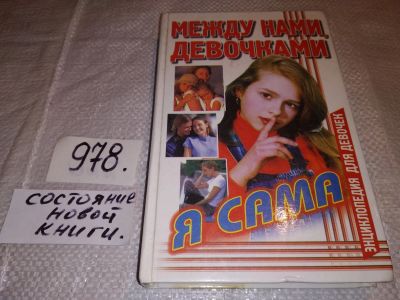 МЕЖДУ НАМИ,
ДЕВОЧКАМИ
Я САМА
ЭНЦИКЛОПЕДИЯ ДЛЯ ДЕВОЧЕК
978.
состояние
новой
книги.